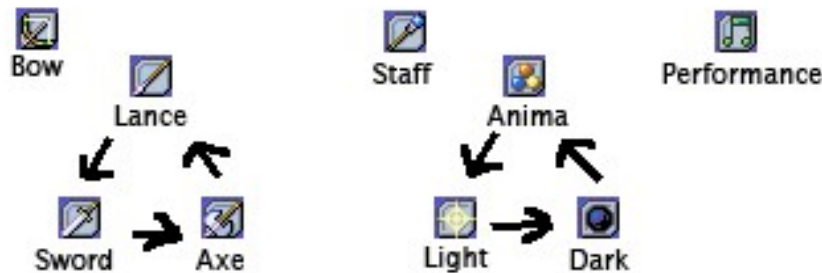 Bow
Lance
Sword
Axe
Staff
Anima
Light
Dark
Performance